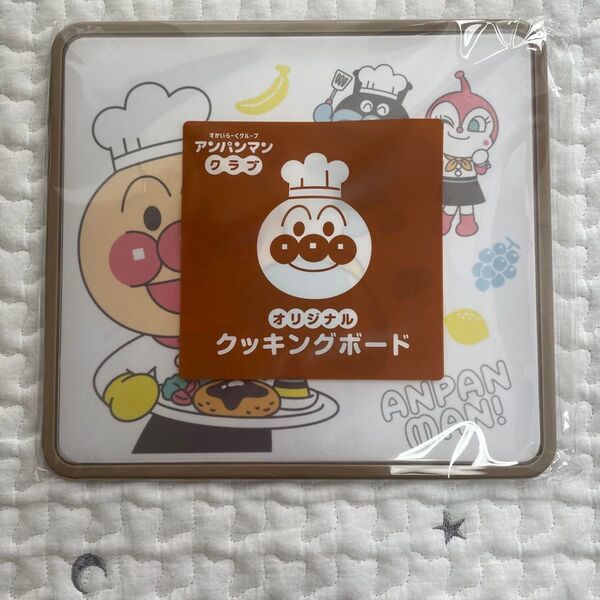 すかいらーくグループ
アンパンマン
クラブ
オリジナル
クッキングボード
ANPAN
MAN!